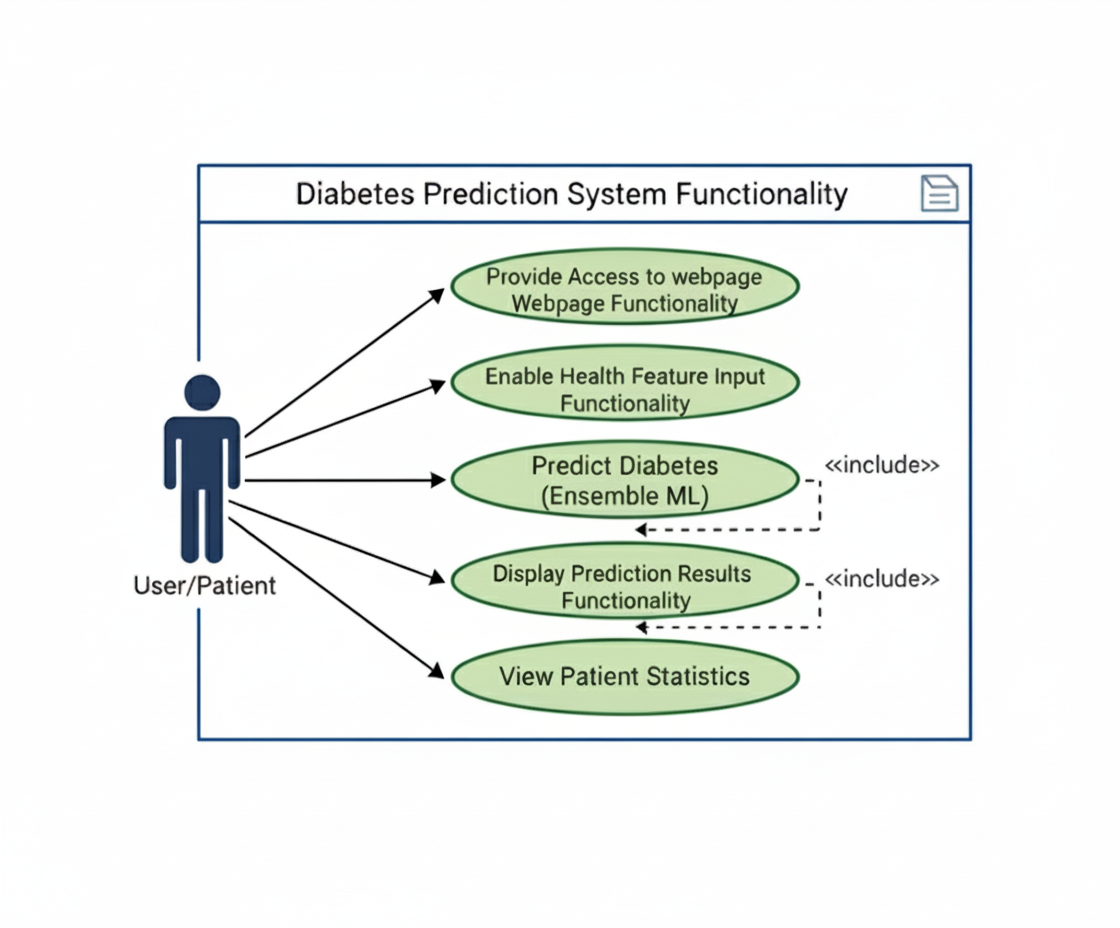 Diabetes Prediction System Functionality
Provide Access to webpage
Webpage Functionality
Enable Health Feature Input
Functionality
Predict Diabetes
(Ensemble ML)
<<include>>
Display Prediction Results
Functionality
<<include>>
User/Patient
View Patient Statistics